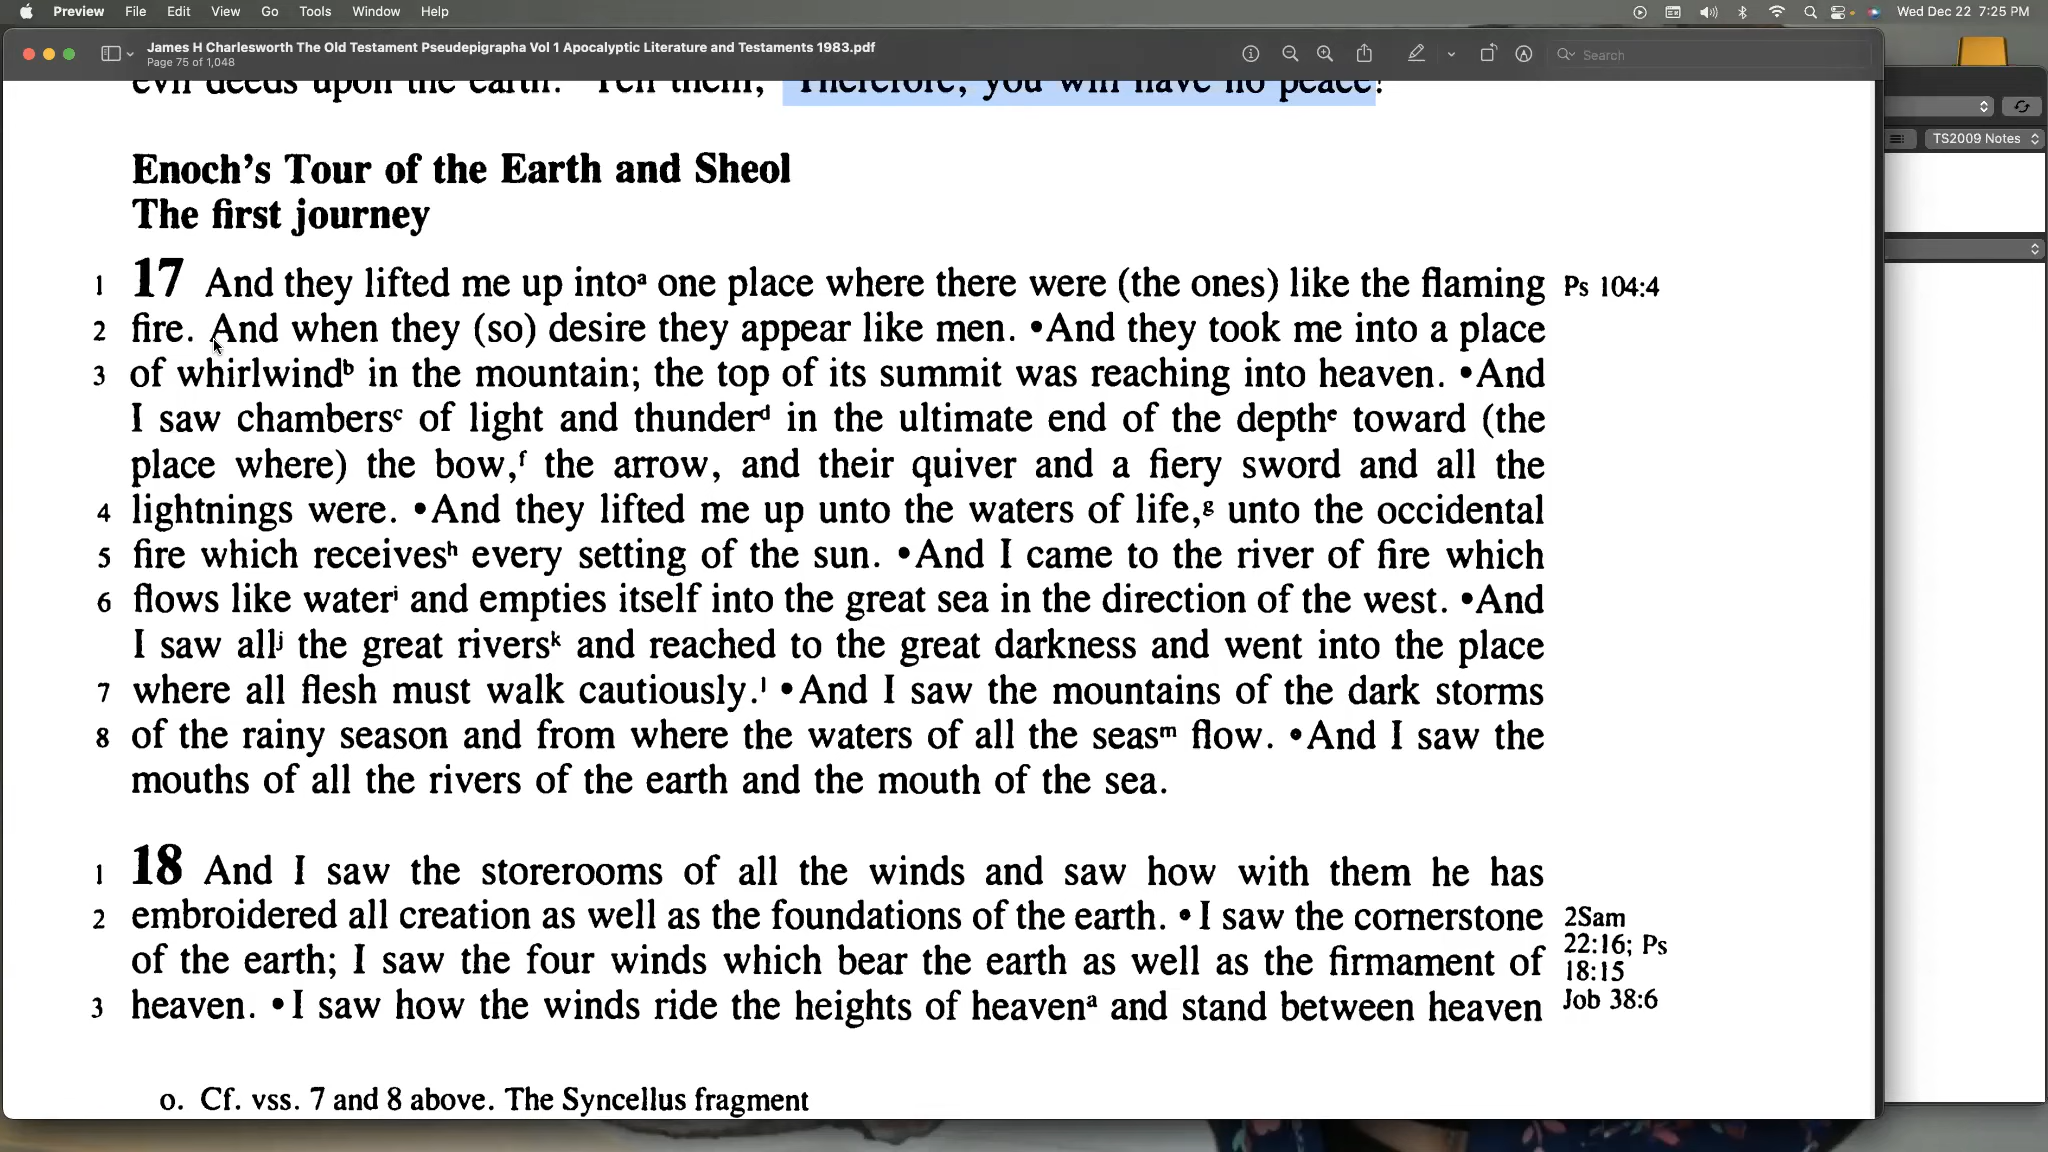 Preview File Edit View Go Tools Window Help Wed Dec 22 7:25 PM
James H Charlesworth The Old Testament Pseudepigrapha Vol 1 Apocalyptic Literature and Testaments 1983.pdf
Page 75 of 1,048
Search
TS2009 Notes
evil deeds upon the earth. Tell them, "Therefore, you will have no peace!
Enoch's Tour of the Earth and Sheol
The first journey
1 17 And they lifted me up intoᵃ one place where there were (the ones) like the flaming Ps 104:4
2 fire. And when they (so) desire they appear like men. •And they took me into a place
3 of whirlwindᵇ in the mountain; the top of its summit was reaching into heaven. •And
I saw chambersᶜ of light and thunderᵈ in the ultimate end of the depthᵉ toward (the
place where) the bow,ᶠ the arrow, and their quiver and a fiery sword and all the
4 lightnings were. •And they lifted me up unto the waters of life,ᵍ unto the occidental
5 fire which receivesʰ every setting of the sun. •And I came to the river of fire which
6 flows like waterⁱ and empties itself into the great sea in the direction of the west. •And
I saw allʲ the great riversᵏ and reached to the great darkness and went into the place
7 where all flesh must walk cautiously.ˡ •And I saw the mountains of the dark storms
8 of the rainy season and from where the waters of all the seasᵐ flow. •And I saw the
mouths of all the rivers of the earth and the mouth of the sea.
1 18 And I saw the storerooms of all the winds and saw how with them he has
2 embroidered all creation as well as the foundations of the earth. •I saw the cornerstone 2Sam
of the earth; I saw the four winds which bear the earth as well as the firmament of 22:16; Ps
18:15
3 heaven. •I saw how the winds ride the heights of heavenᵃ and stand between heaven Job 38:6
o. Cf. vss. 7 and 8 above. The Syncellus fragment